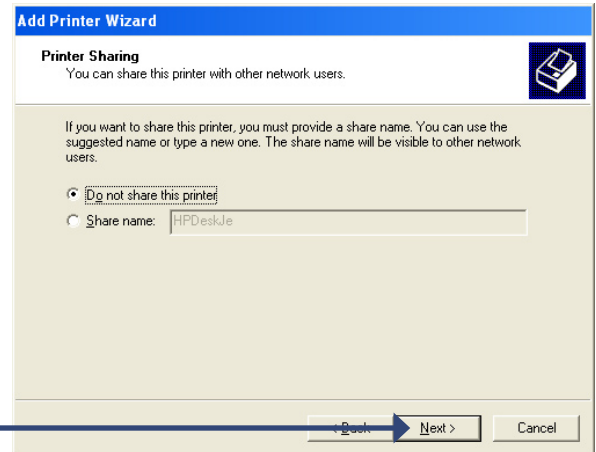 Add Printer Wizard
Printer Sharing
You can share this printer with other network users.
If you want to share this printer, you must provide a share name. You can use the
suggested name or type a new one. The share name will be visible to other network
users.
Do not share this printer
Share name: HPDeskJe
< Back Next > Cancel